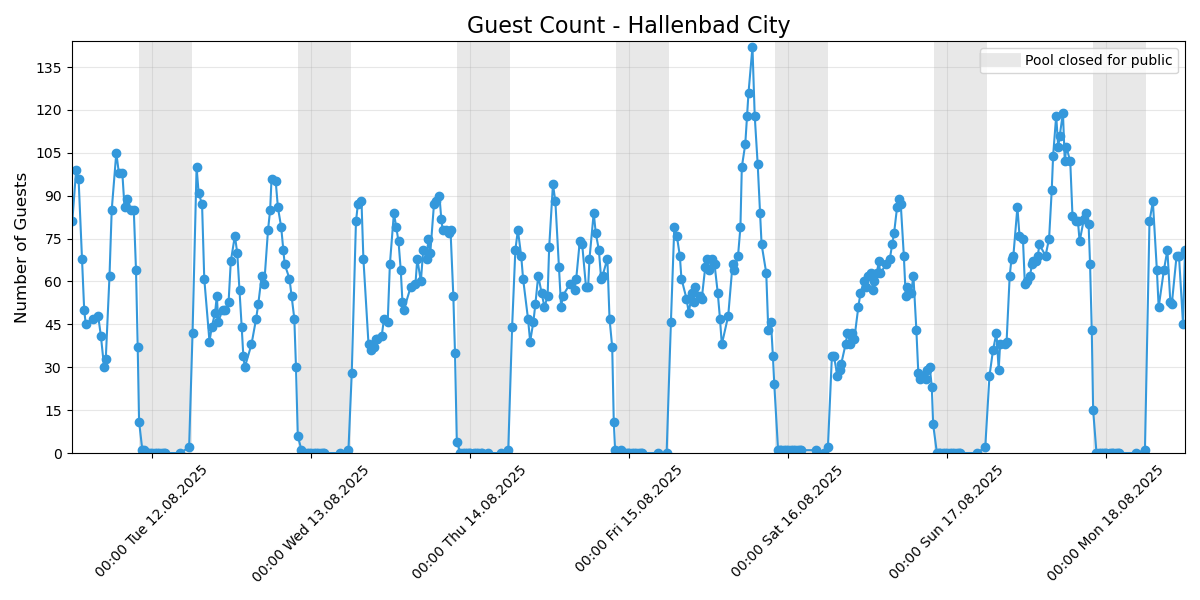 Guest Count - Hallenbad City
Pool closed for public
Number of Guests
135
120
105
90
75
60
45
30
15
0
00:00 Tue 12.08.2025
00:00 Wed 13.08.2025
00:00 Thu 14.08.2025
00:00 Fri 15.08.2025
00:00 Sat 16.08.2025
00:00 Sun 17.08.2025
00:00 Mon 18.08.2025